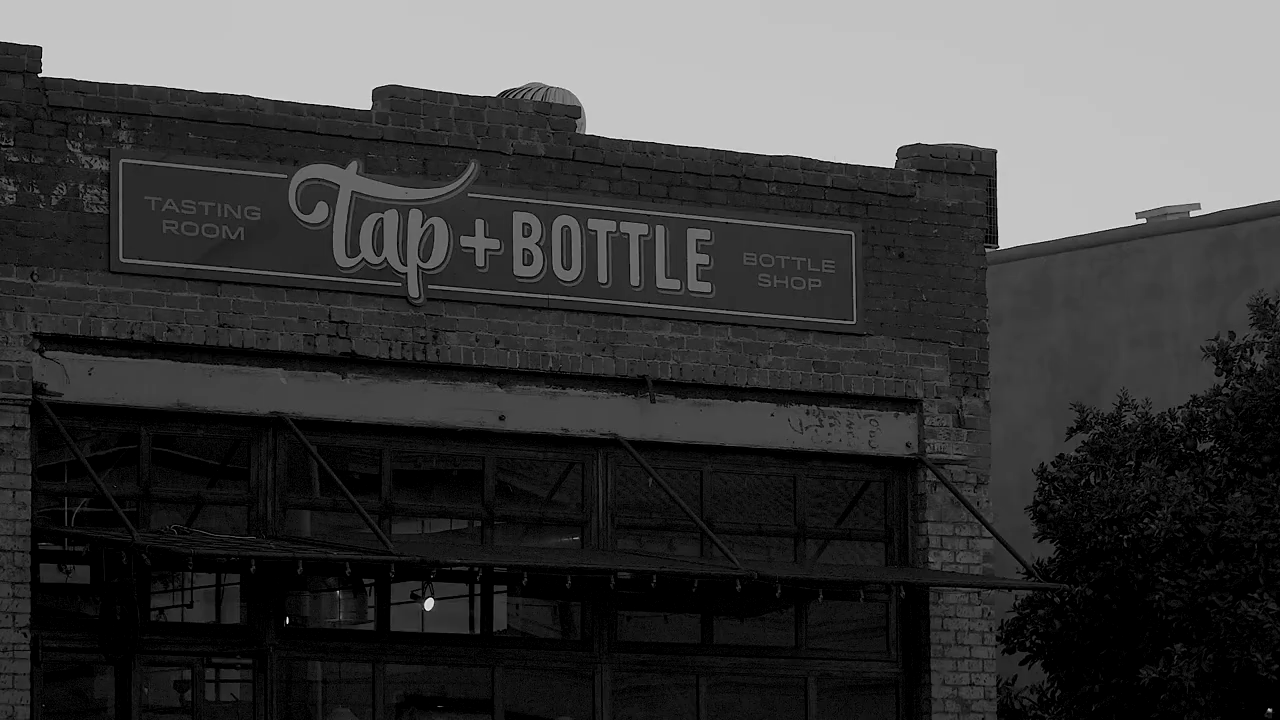 TASTING
ROOM
Tap + BOTTLE
BOTTLE
SHOP